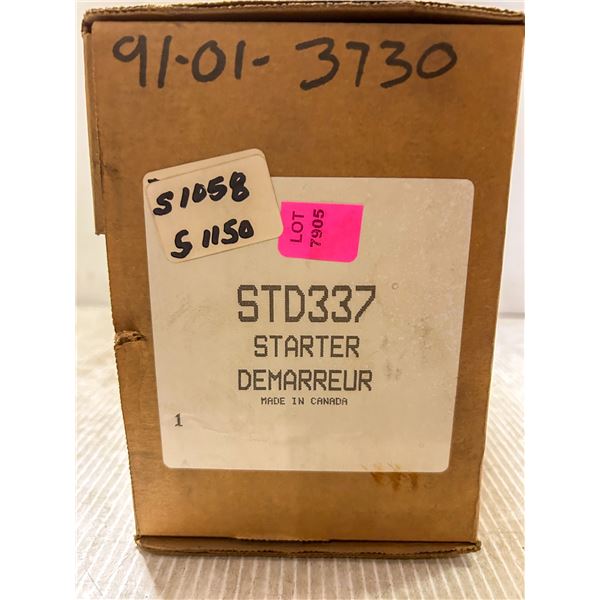 91-01-3730
S1058
S1150
LOT
7905
STD337
STARTER
DEMARREUR
MADE IN CANADA
1